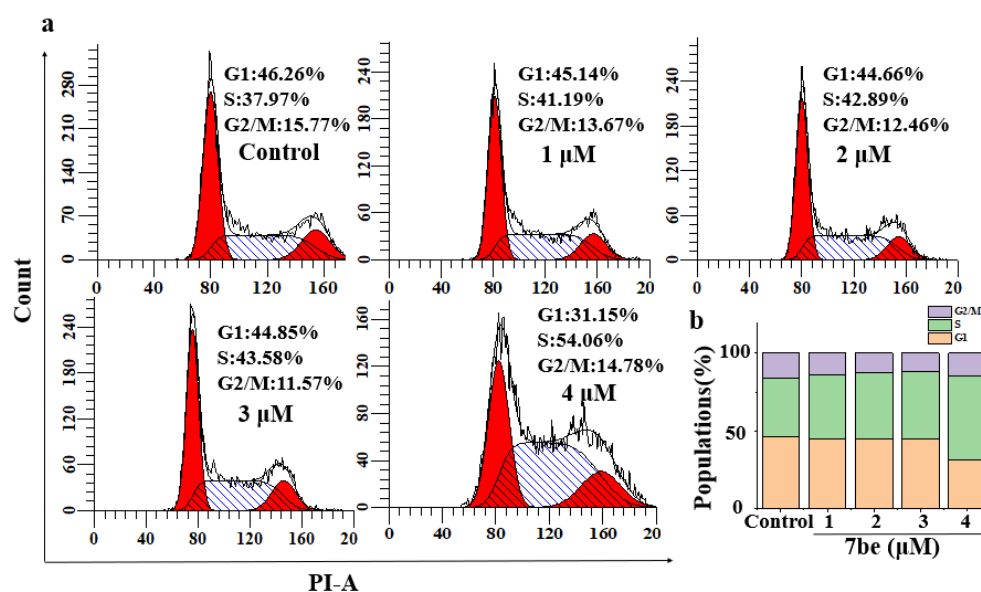 a
G1:46.26%
S:37.97%
G2/M:15.77%
Control
280
210
140
70
0
0 40 80 120 160
G1:45.14%
S:41.19%
G2/M:13.67%
1 μM
240
180
120
60
0
0 40 80 120 160 20
G1:44.66%
S:42.89%
G2/M:12.46%
2 μM
240
180
120
60
0
0 40 80 120 160 20
G1:44.85%
S:43.58%
G2/M:11.57%
3 μM
240
180
120
60
0
0 40 80 120 160 20
G1:31.15%
S:54.06%
G2/M:14.78%
4 μM
160
120
80
40
0
0 40 80 120 160 20
Count
PI-A
b
G2/M
S
G1
Populations(%)
100
50
0
Control 1 2 3 4
7be (μM)